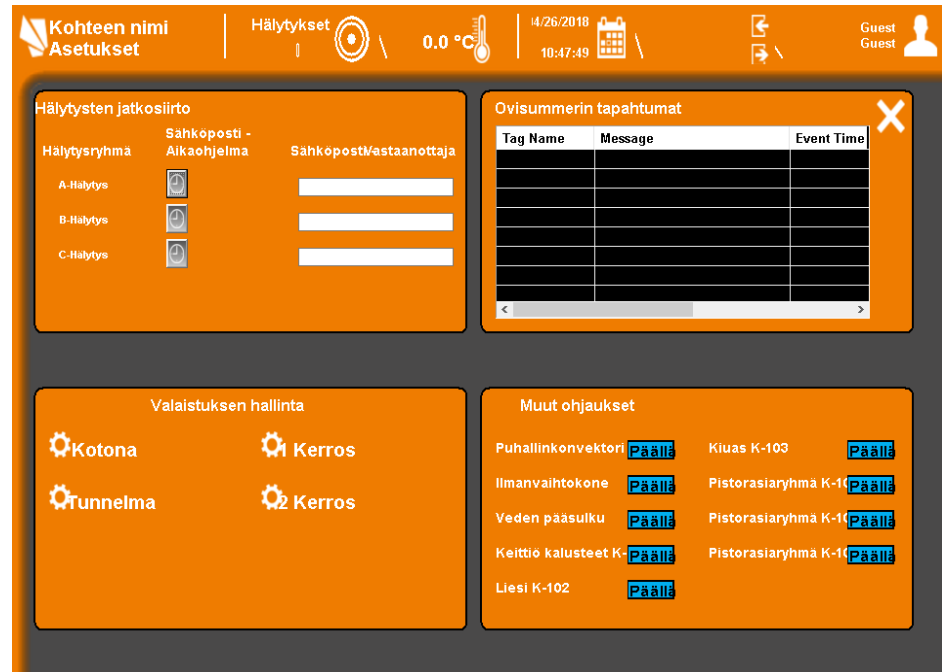 Kohteen nimi
Asetukset
Hälytykset
0.0 °C
4/26/2018
10:47:49
Guest
Guest
Hälytysten jatkosiirto
Hälytysryhmä
Sähköposti -
Aikaohjelma
Sähköposti
Vastaanottaja
A-Hälytys
B-Hälytys
C-Hälytys
Ovisummerin tapahtumat
Tag Name Message Event Time
Valaistuksen hallinta
Kotona
1 Kerros
Tunnelma
2 Kerros
Muut ohjaukset
Puhallinkonvektori Päällä Kiuas K-103 Päällä
Ilmanvaihtokone Päällä Pistorasiaryhmä K-10 Päällä
Veden pääsulku Päällä Pistorasiaryhmä K-10 Päällä
Keittiö kalusteet K- Päällä Pistorasiaryhmä K-10 Päällä
Liesi K-102 Päällä